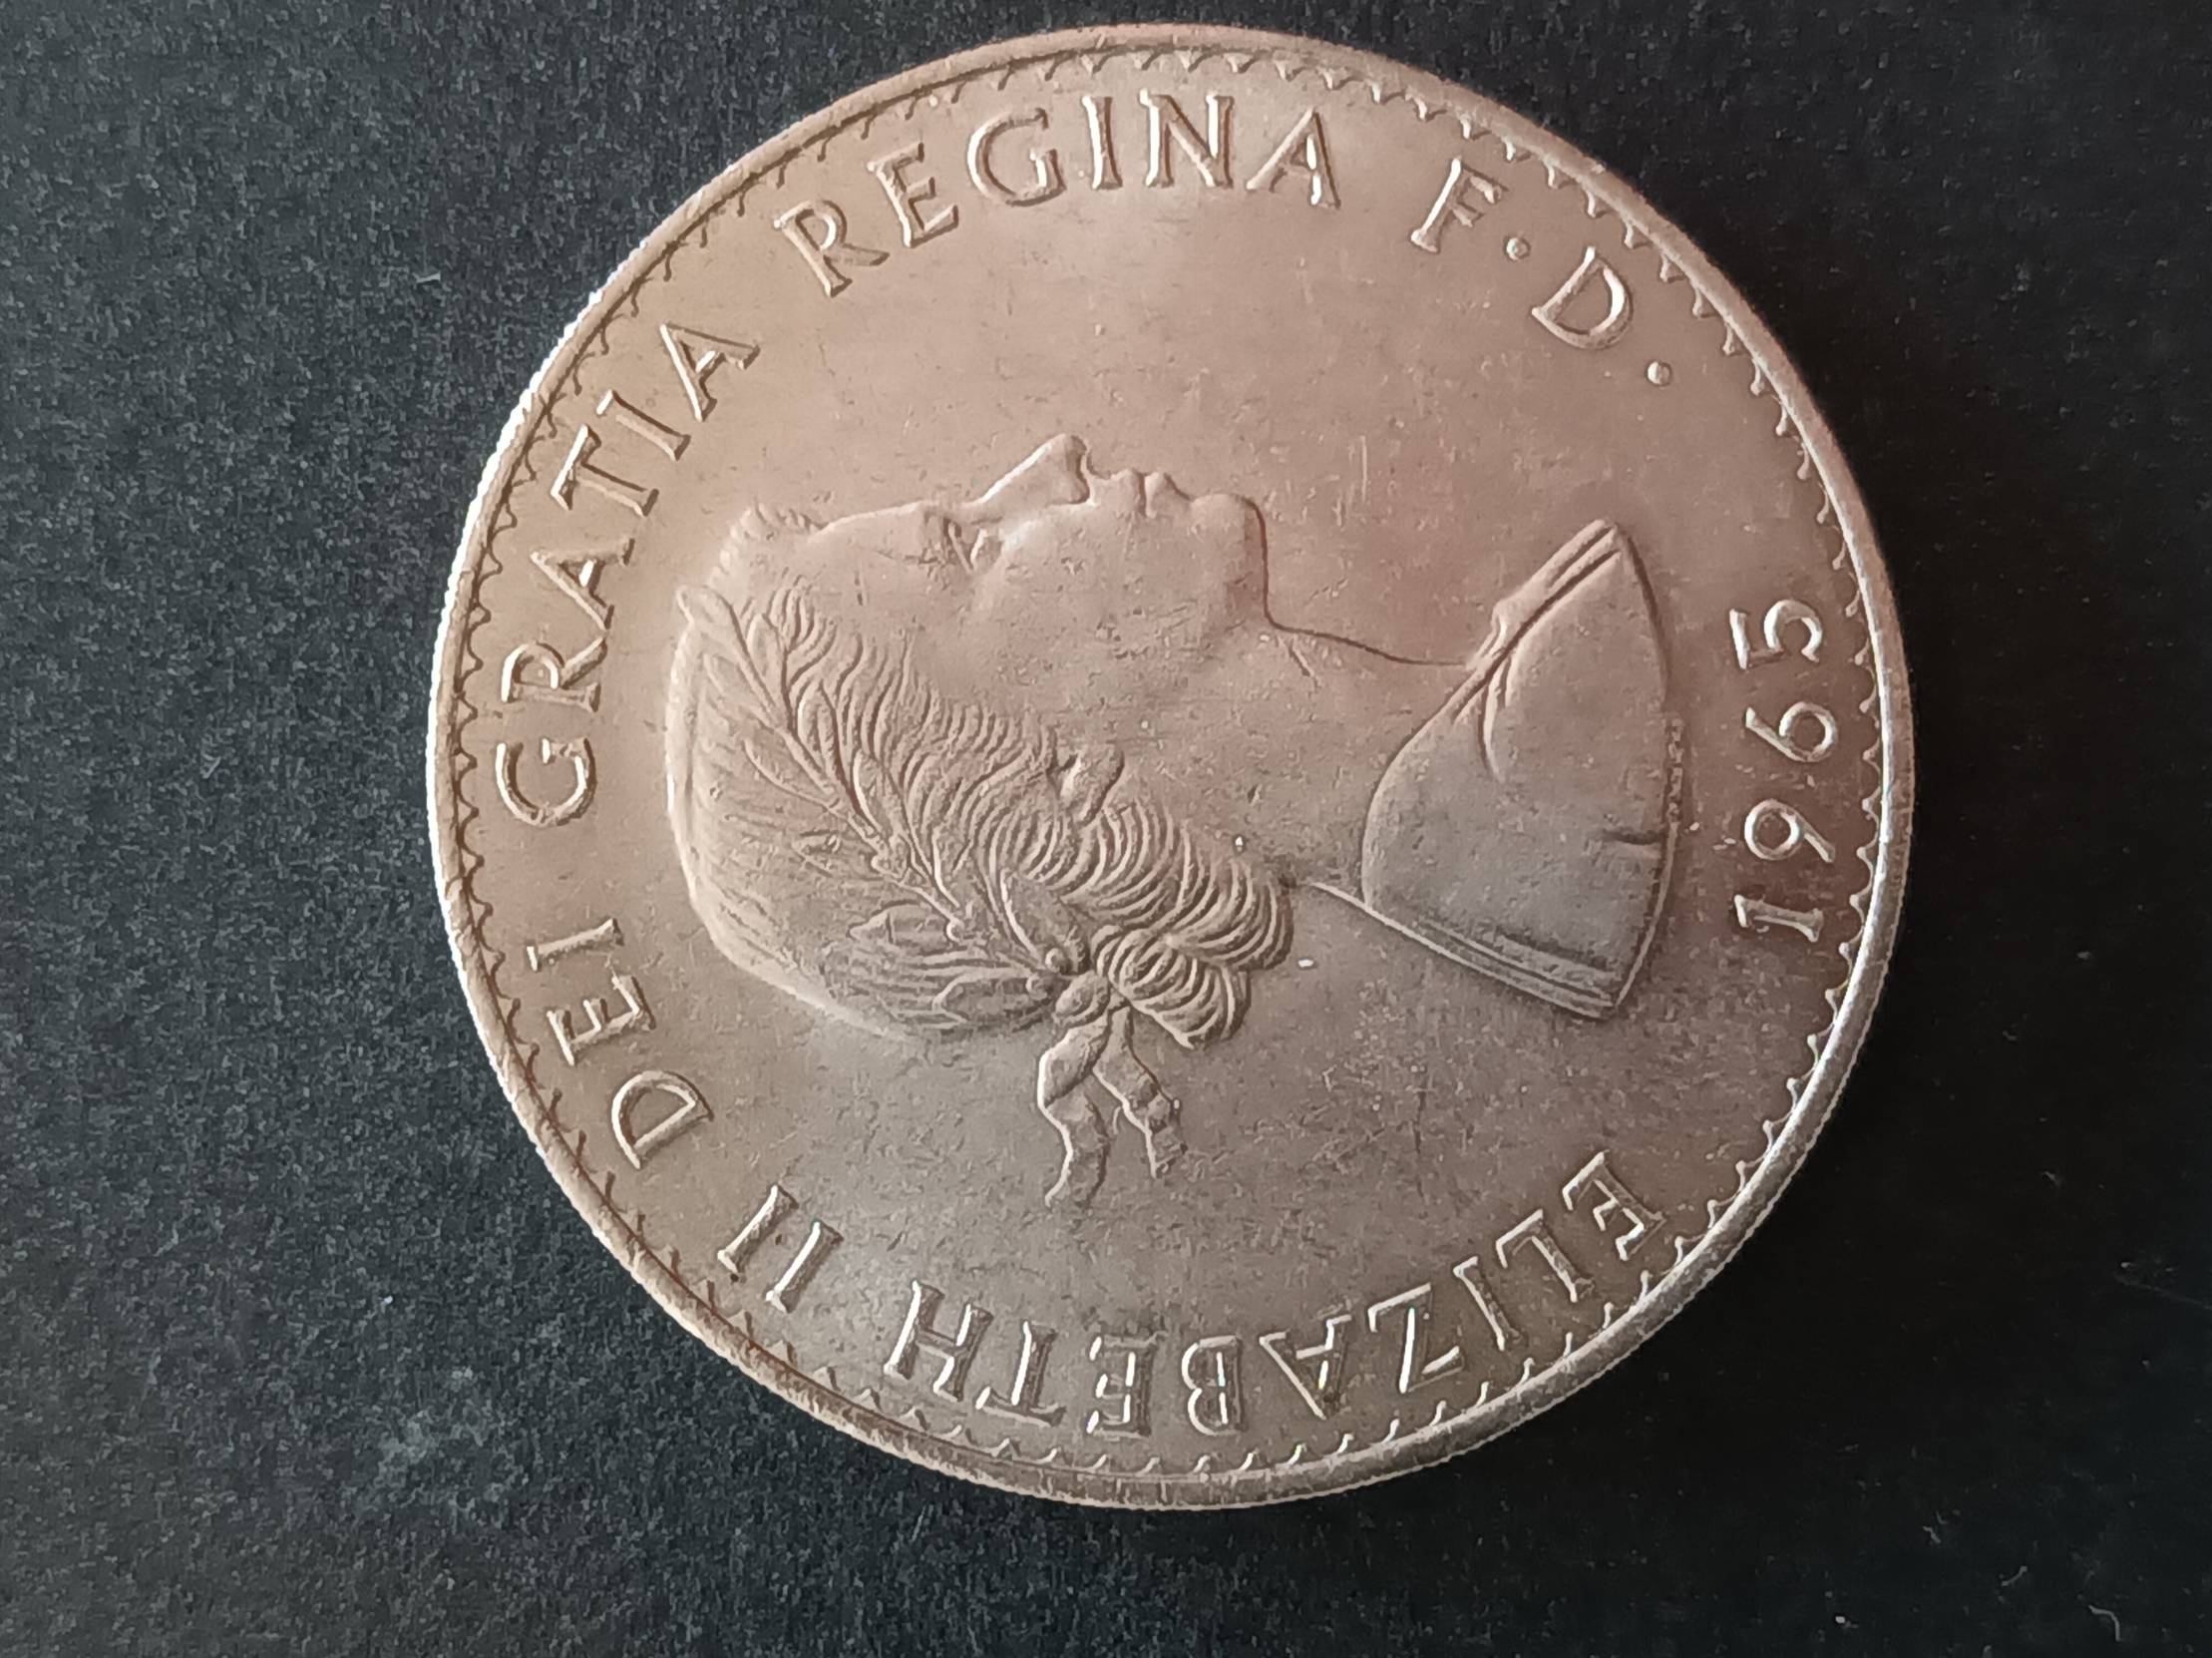 ELIZABETH II DEI GRATIA REGINA F·D·
1965